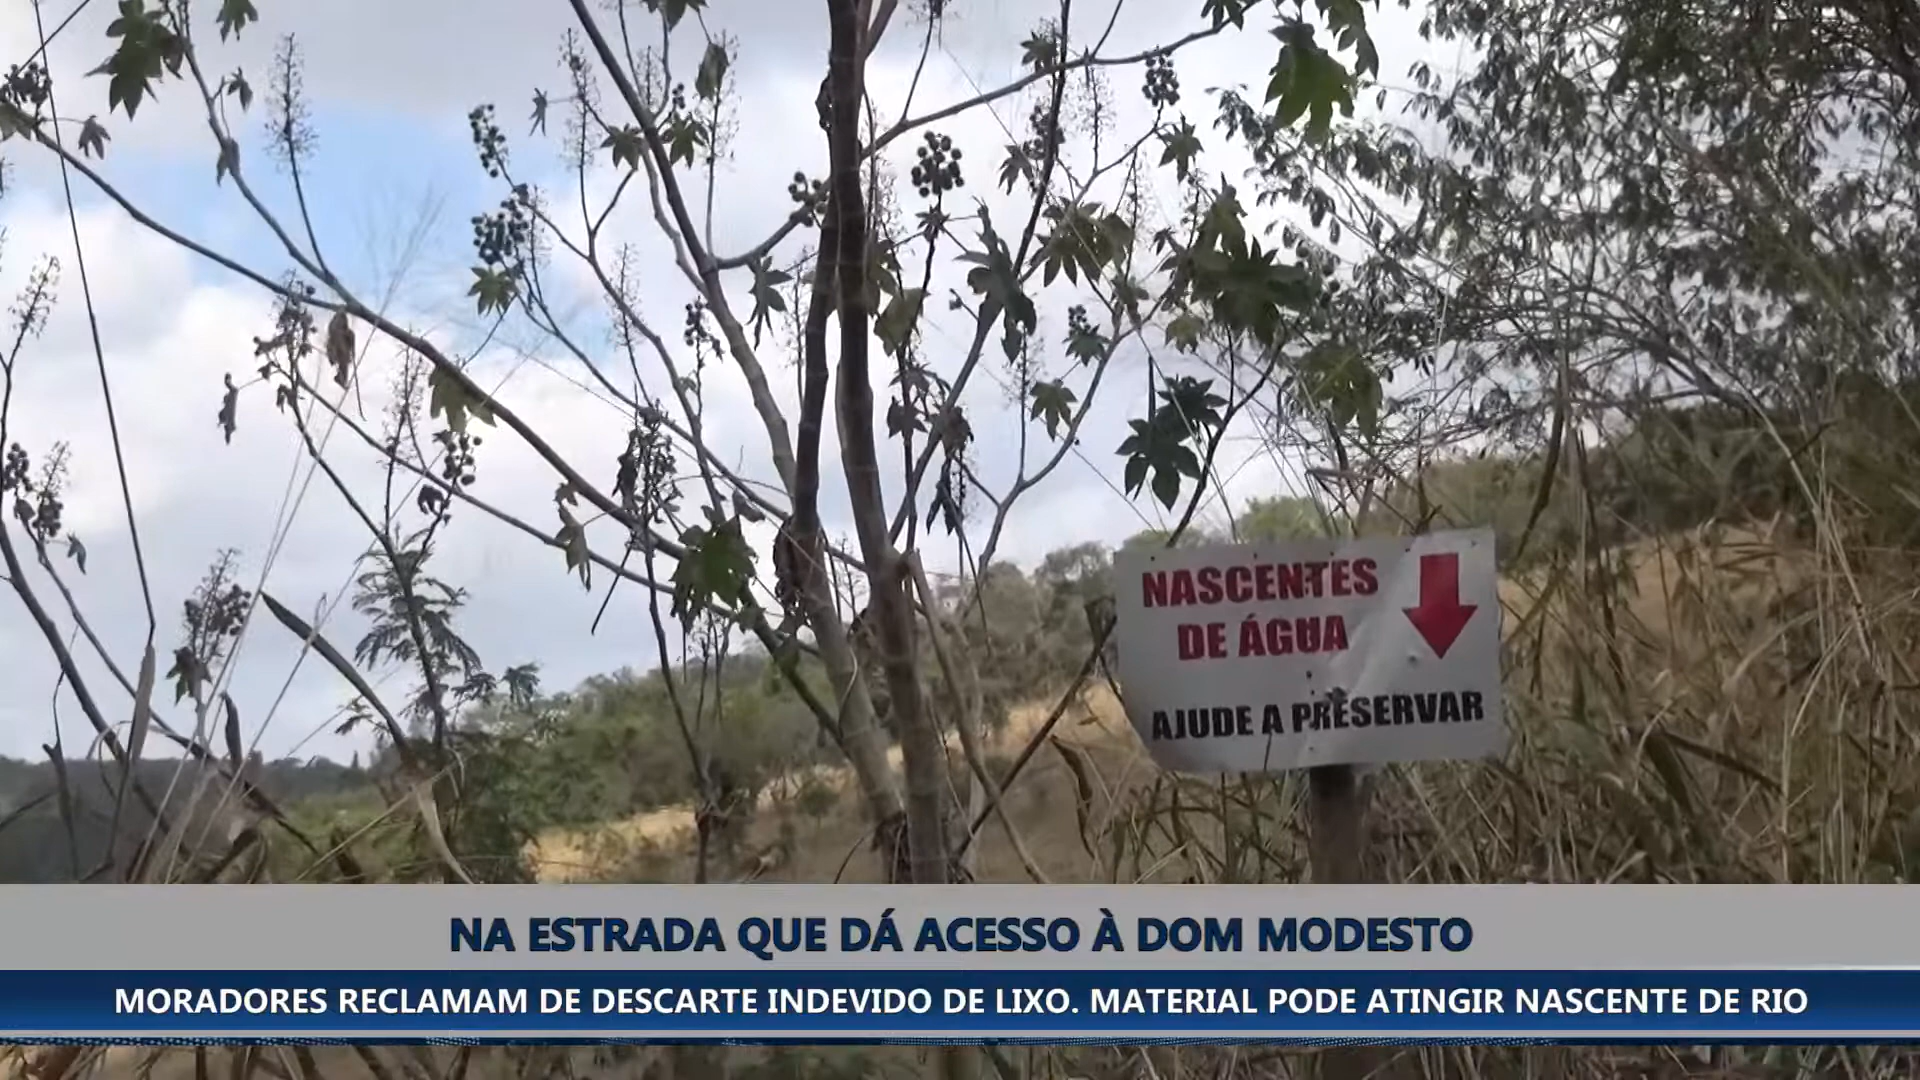 NASCENTES
DE ÁGUA
AJUDE A PRESERVAR
NA ESTRADA QUE DÁ ACESSO À DOM MODESTO
MORADORES RECLAMAM DE DESCARTE INDEVIDO DE LIXO. MATERIAL PODE ATINGIR NASCENTE DE RIO